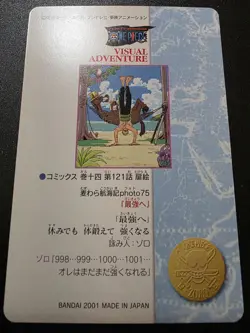 ONE PIECE
VISUAL
ADVENTURE
●コミックス 巻十四 第121話 扉絵
麦わら航海記photo75
「最強へ」
「最強へ」
休みでも 体鍛えて 強くなる
詠み人:ゾロ
ゾロ「998…999…1000…1001…
オレはまだまだ強くなれる」
BANDAI 2001 MADE IN JAPAN